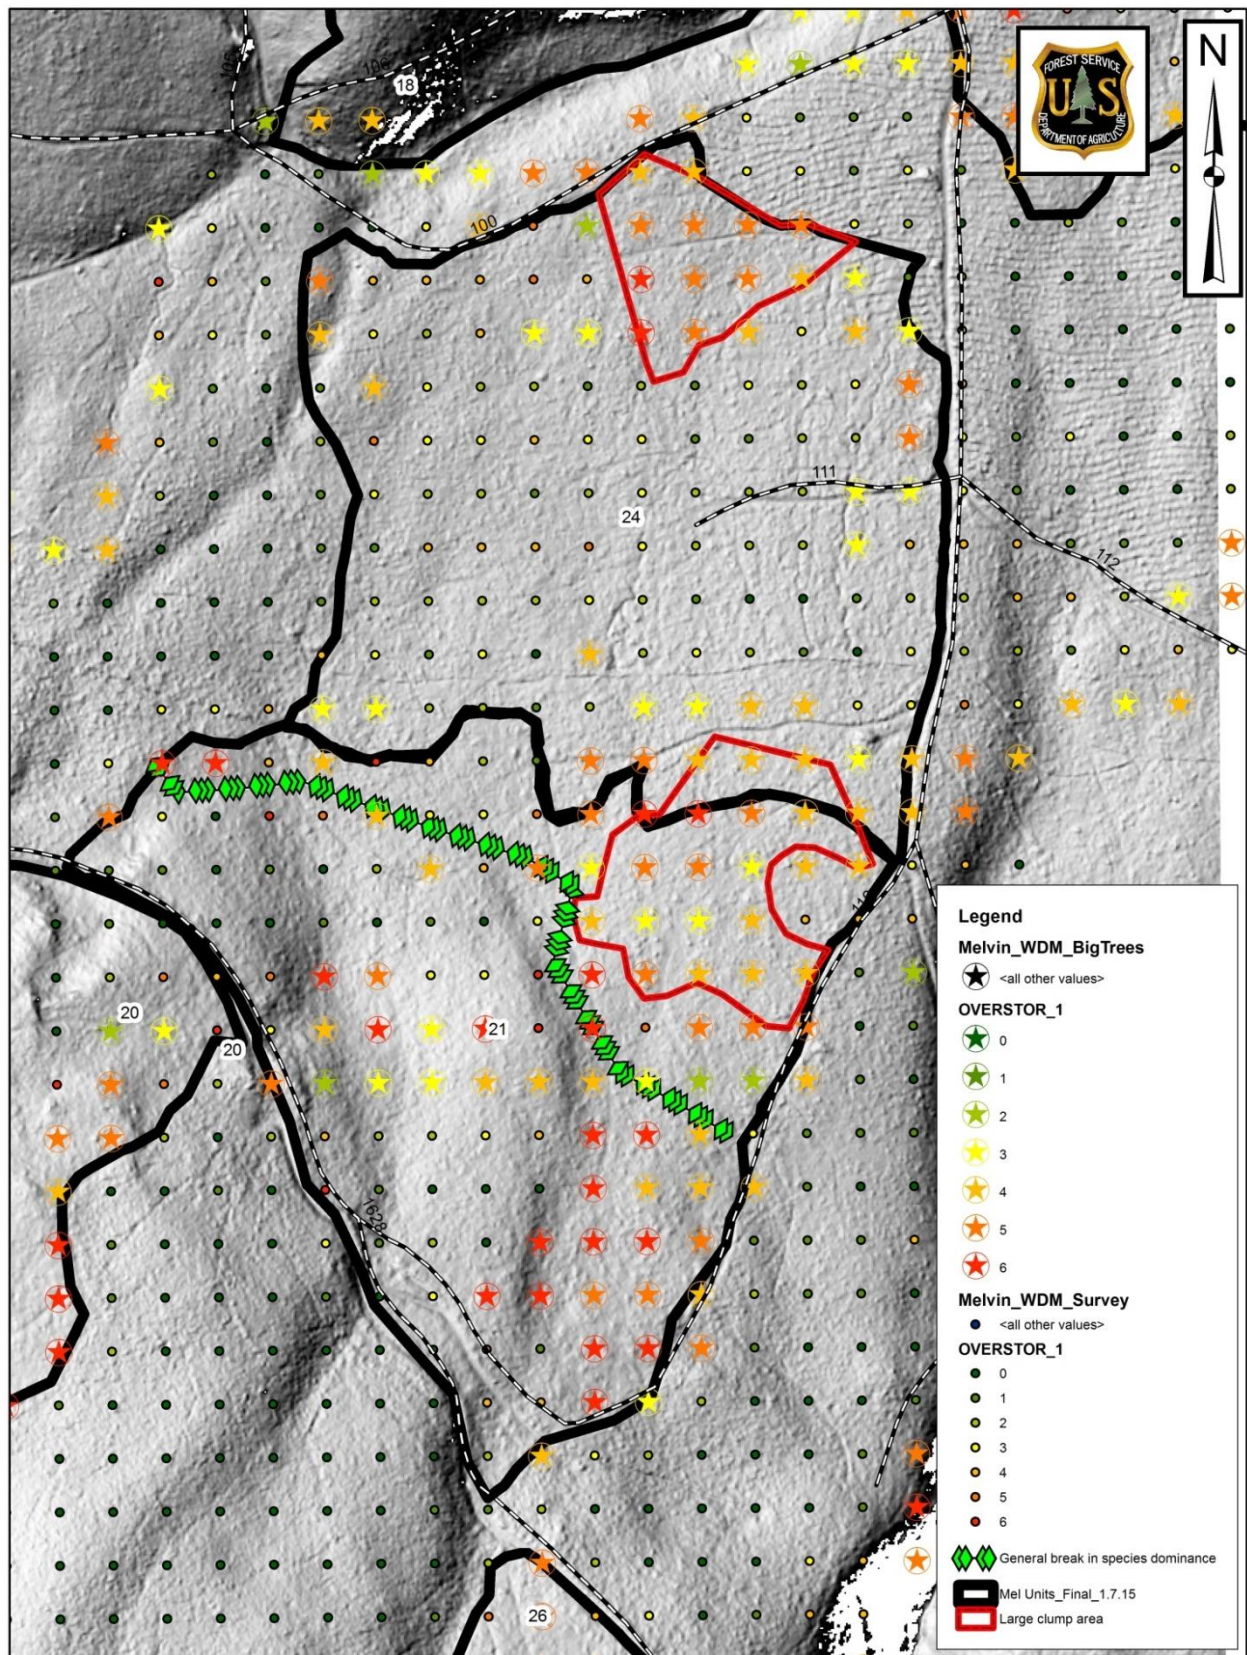 N
FOREST SERVICE
US
DEPARTMENT OF AGRICULTURE
18
100
111
24
112
20
20
21
1628
26
Legend
Melvin_WDM_BigTrees
<all other values>
OVERSTOR_1
0
1
2
3
4
5
6
Melvin_WDM_Survey
<all other values>
OVERSTOR_1
0
1
2
3
4
5
6
General break in species dominance
Mel Units_Final_1.7.15
Large clump area